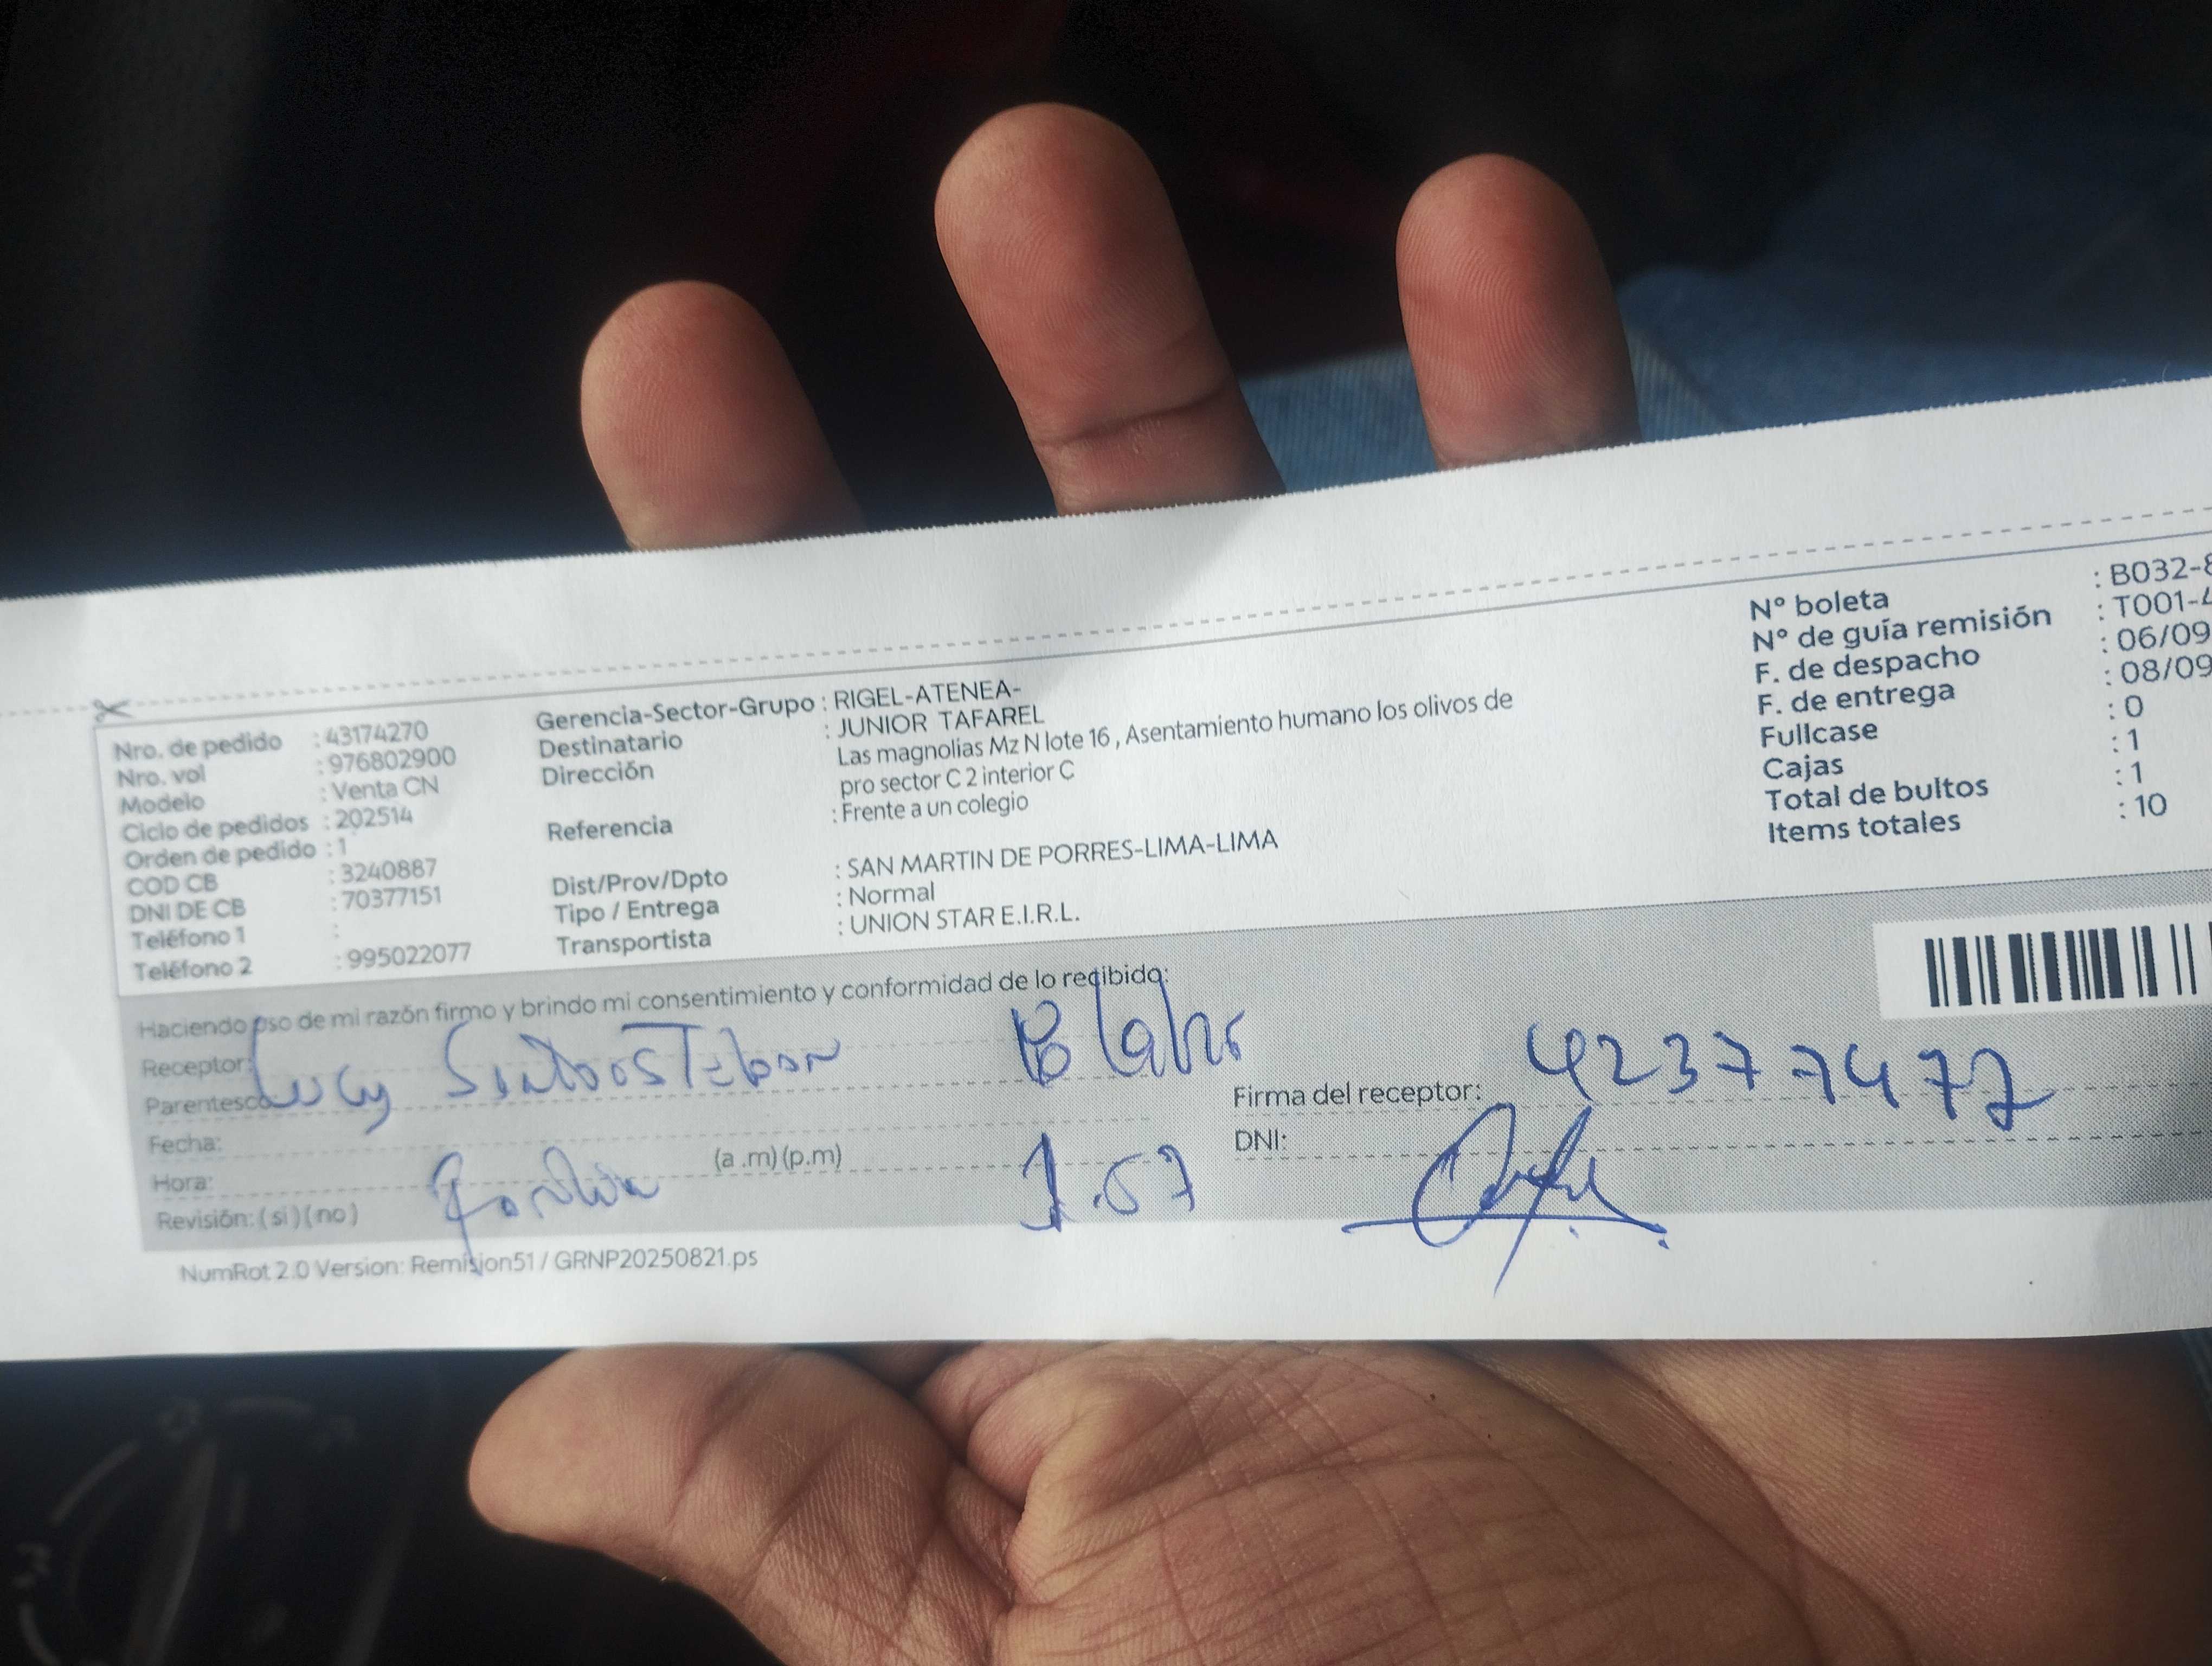 Nro. de pedido : 43174270
Nro. vol : 976802900
Modelo : Venta CN
Ciclo de pedidos : 202514
Orden de pedido : 1
COD CB : 3240887
DNI DE CB : 70377151
Teléfono 1 :
Teléfono 2 : 995022077
Gerencia-Sector-Grupo : RIGEL-ATENEA-
Destinatario : JUNIOR TAFAREL
Dirección Las magnolias Mz N lote 16 , Asentamiento humano los olivos de
pro sector C 2 interior C
Referencia : Frente a un colegio
Dist/Prov/Dpto : SAN MARTIN DE PORRES-LIMA-LIMA
Tipo / Entrega : Normal
Transportista : UNION STAR E.I.R.L.
N° boleta : B032-8
N° de guía remisión : T001-4
F. de despacho : 06/09
F. de entrega : 08/09
Fullcase : 0
Cajas : 1
Total de bultos : 1
Items totales : 10
Haciendo uso de mi razón firmo y brindo mi consentimiento y conformidad de lo recibido:
Receptor: Lucy
Parentesco
Fecha:
Hora: (a.m)(p.m)
Revisión: (si)(no) 1.57
Firma del receptor: 42377472
DNI:
NumRot 2.0 Version: Remision51 / GRNP20250821.ps